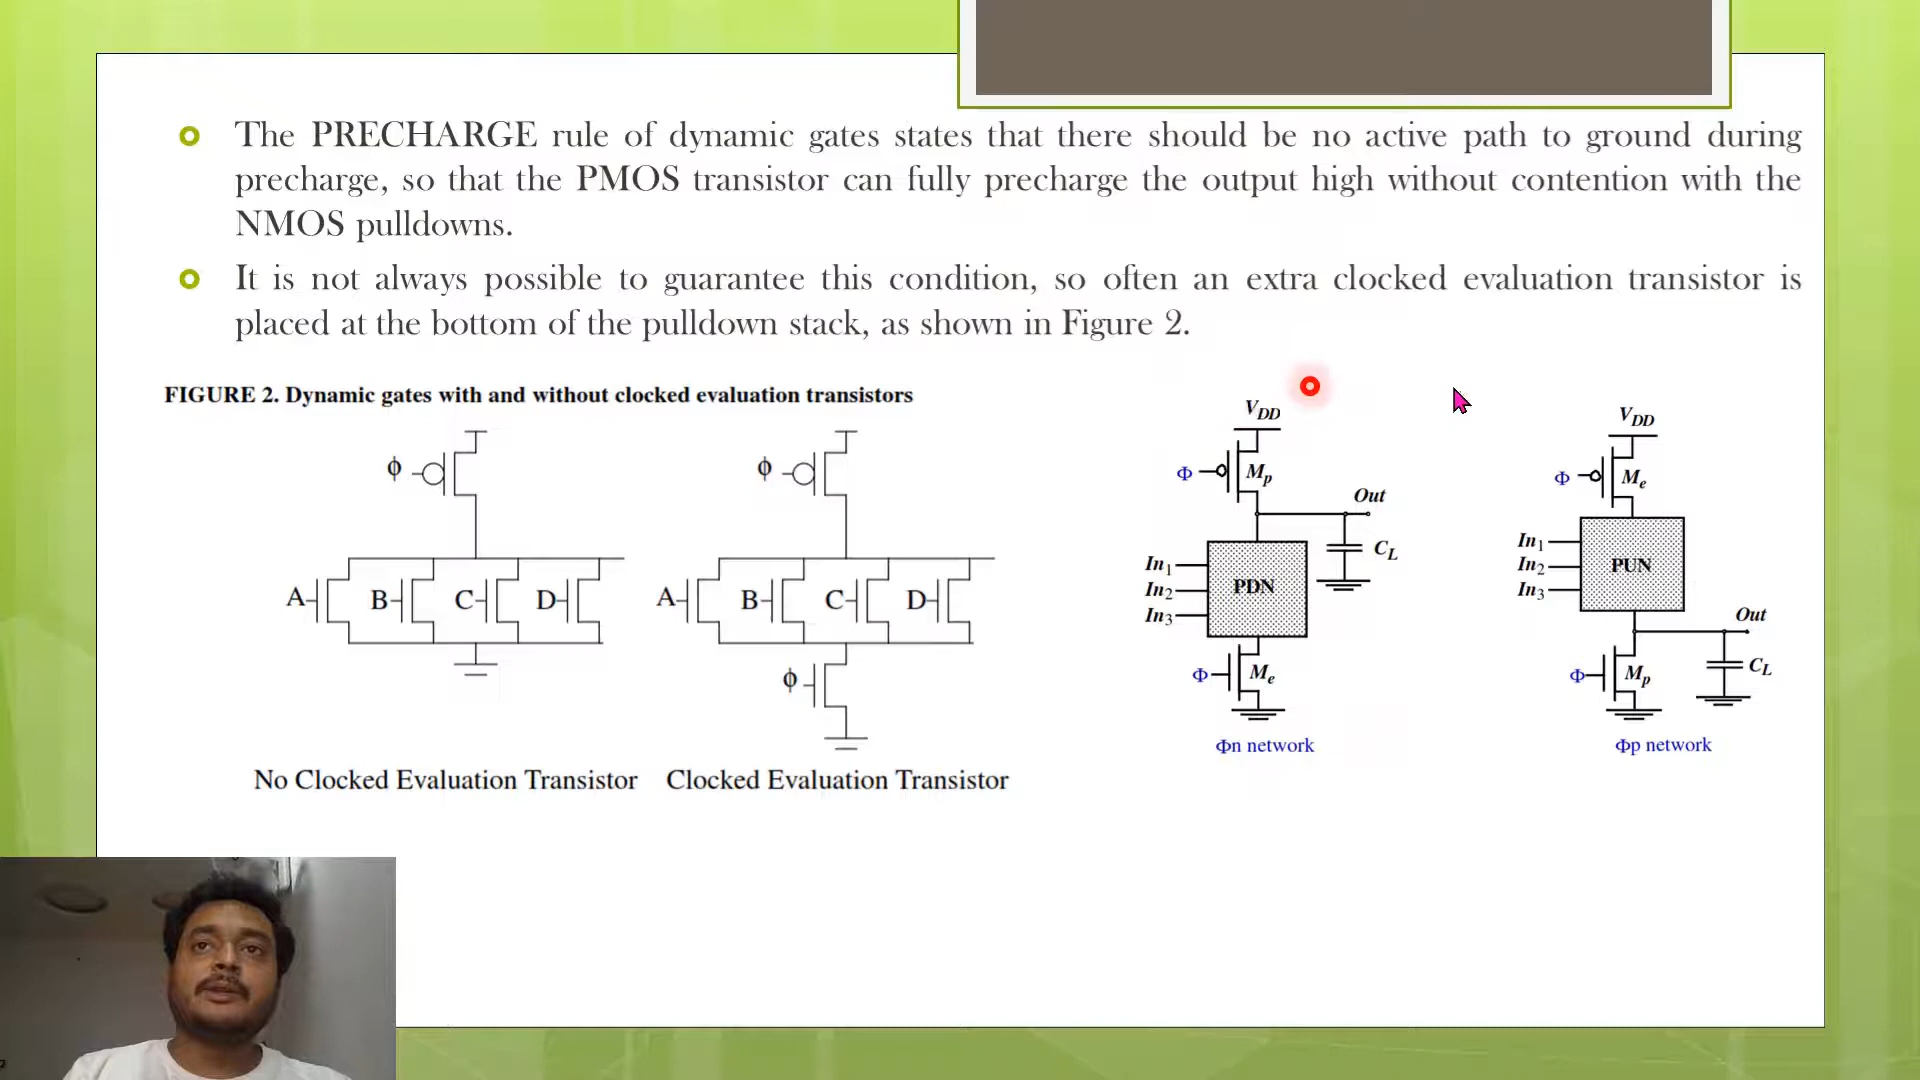 The PRECHARGE rule of dynamic gates states that there should be no active path to ground during
precharge, so that the PMOS transistor can fully precharge the output high without contention with the
NMOS pulldowns.
It is not always possible to guarantee this condition, so often an extra clocked evaluation transistor is
placed at the bottom of the pulldown stack, as shown in Figure 2.
FIGURE 2. Dynamic gates with and without clocked evaluation transistors
ϕ
A
B
C
D
No Clocked Evaluation Transistor
ϕ
A
B
C
D
ϕ
Clocked Evaluation Transistor
VDD
Φ
Mp
Out
CL
In1
In2
In3
PDN
Φ
Me
Φn network
VDD
Φ
Me
In1
In2
In3
PUN
Out
CL
Φ
Mp
Φp network